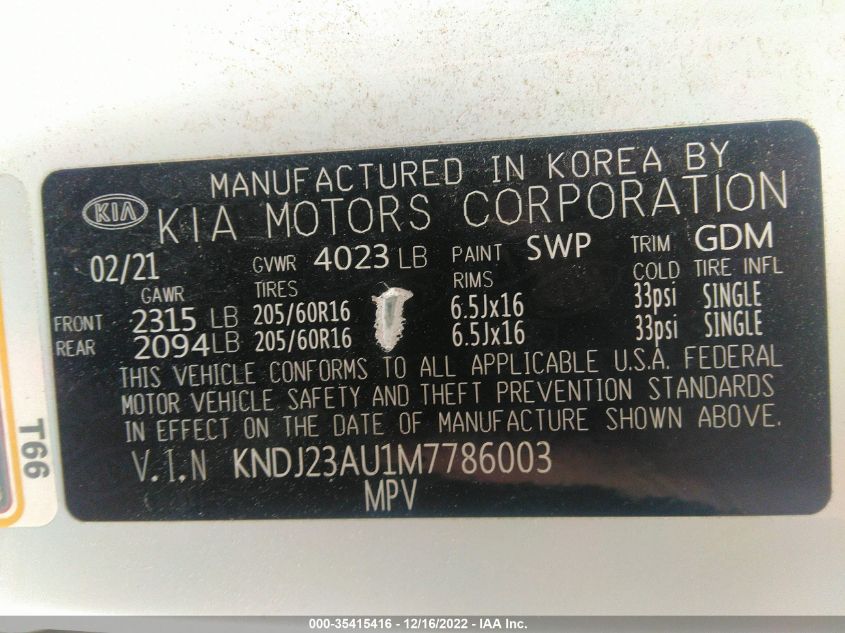 MANUFACTURED IN KOREA BY
KIA KIA MOTORS CORPORATION
02/21 GVWR 4023 LB PAINT SWP TRIM GDM
GAWR TIRES RIMS COLD TIRE INFL
FRONT 2315 LB 205/60R16 6.5Jx16 33psi SINGLE
REAR 2094 LB 205/60R16 6.5Jx16 33psi SINGLE
THIS VEHICLE CONFORMS TO ALL APPLICABLE U.S.A. FEDERAL
MOTOR VEHICLE SAFETY AND THEFT PREVENTION STANDARDS
IN EFFECT ON THE DATE OF MANUFACTURE SHOWN ABOVE.
V.I.N KNDJ23AU1M7786003
MPV
T66
000-35415416 - 12/16/2022 - IAA Inc.